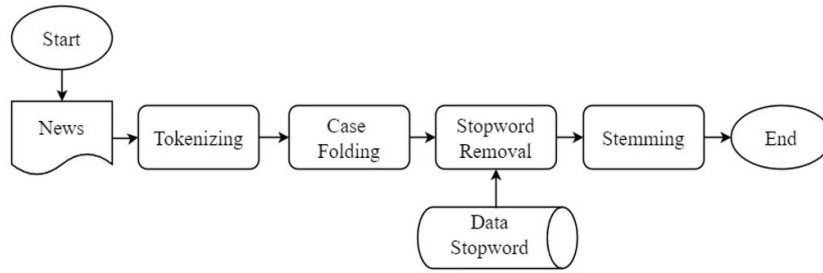 Start
News
Tokenizing
Case
Folding
Stopword
Removal
Stemming
End
Data
Stopword